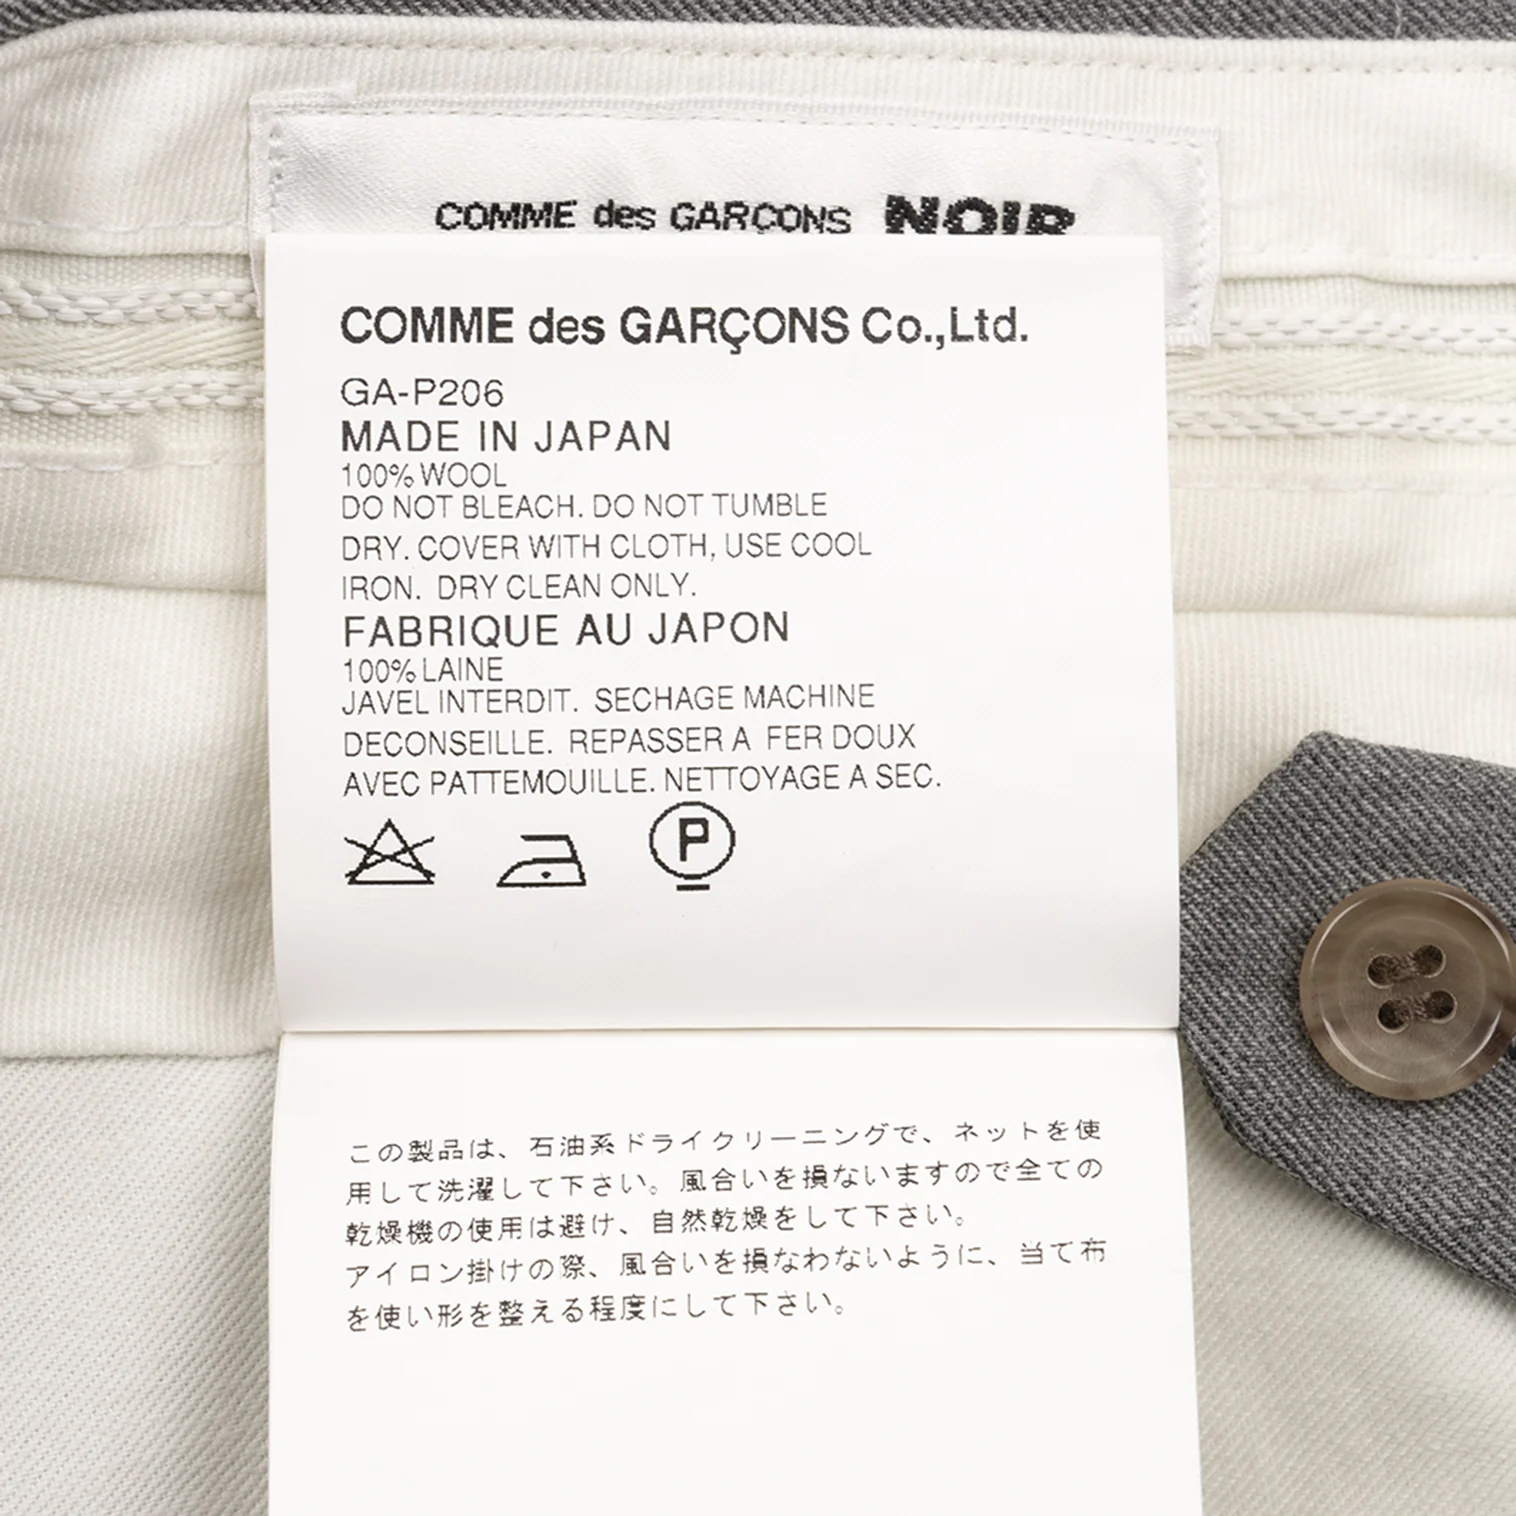 COMME des GARÇONS NOIR
COMME des GARÇONS Co.,Ltd.
GA-P206
MADE IN JAPAN
100% WOOL
DO NOT BLEACH. DO NOT TUMBLE
DRY. COVER WITH CLOTH, USE COOL
IRON. DRY CLEAN ONLY.
FABRIQUE AU JAPON
100% LAINE
JAVEL INTERDIT. SECHAGE MACHINE
DECONSEILLE. REPASSER A FER DOUX
AVEC PATTEMOUILLE. NETTOYAGE A SEC.
P
この製品は、石油系ドライクリーニングで、ネットを使
用して洗濯して下さい。風合いを損ないますので全ての
乾燥機の使用は避け、自然乾燥をして下さい。
アイロン掛けの際、風合いを損なわないように、当て布
を使い形を整える程度にして下さい。